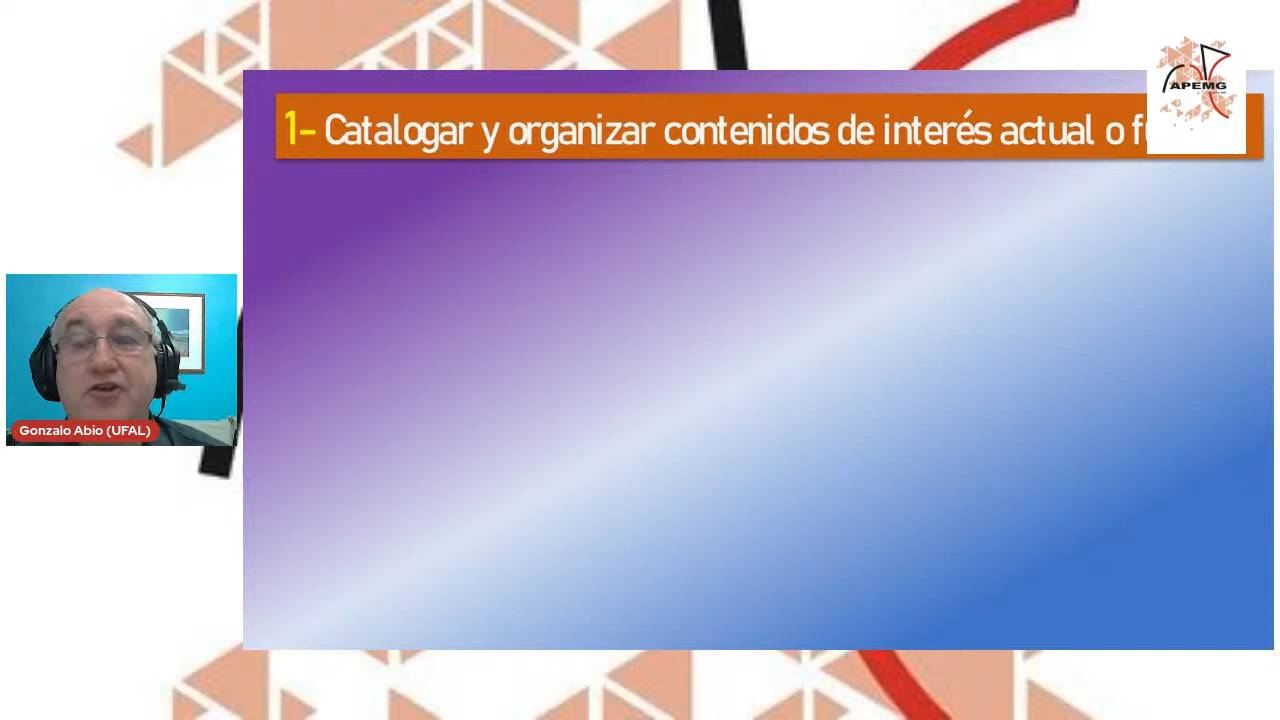 1- Catalogar y organizar contenidos de interés actual o
APEMG
Gonzalo Abio (UFAL)